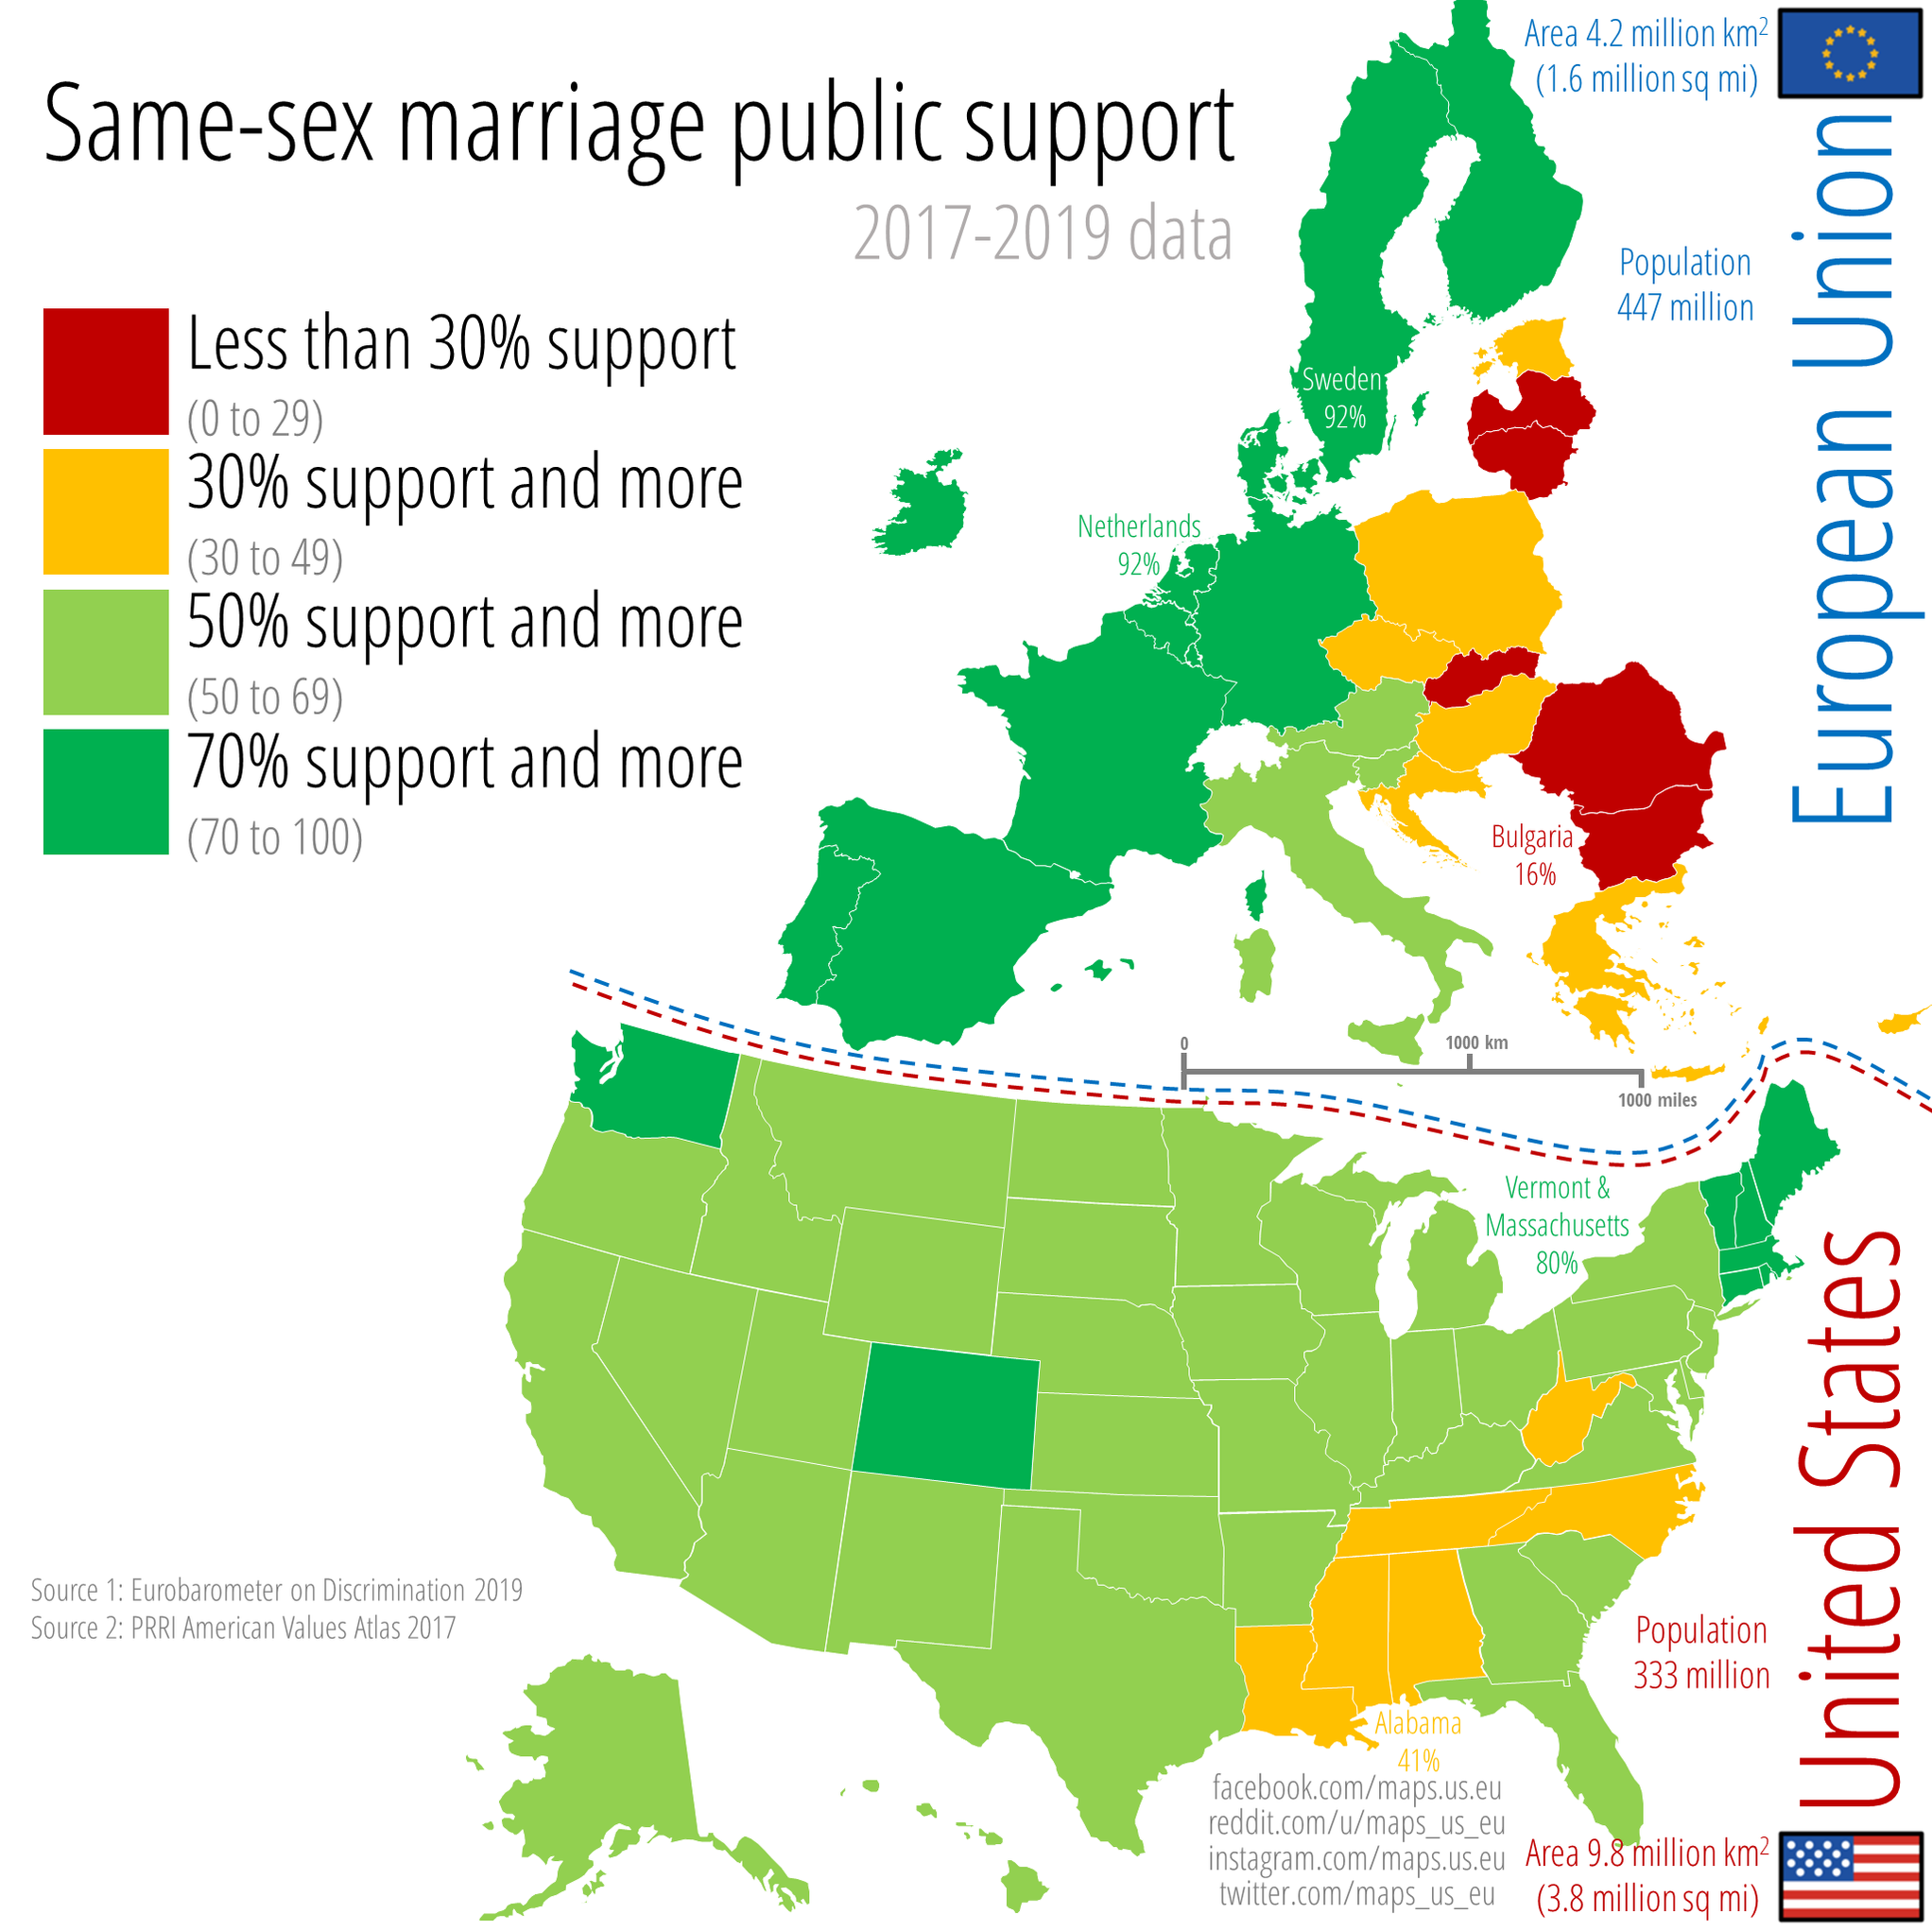 Same-sex marriage public support
2017-2019 data
Less than 30% support
(0 to 29)
30% support and more
(30 to 49)
50% support and more
(50 to 69)
70% support and more
(70 to 100)
Area 4.2 million km²
(1.6 million sq mi)
Population
447 million
European Union
Sweden
92%
Netherlands
92%
Bulgaria
16%
0
1000 km
1000 miles
Vermont &
Massachusetts
80%
United States
Source 1: Eurobarometer on Discrimination 2019
Source 2: PRRI American Values Atlas 2017
Population
333 million
Alabama
41%
facebook.com/maps.us.eu
reddit.com/u/maps_us_eu
instagram.com/maps.us.eu
twitter.com/maps_us_eu
Area 9.8 million km²
(3.8 million sq mi)